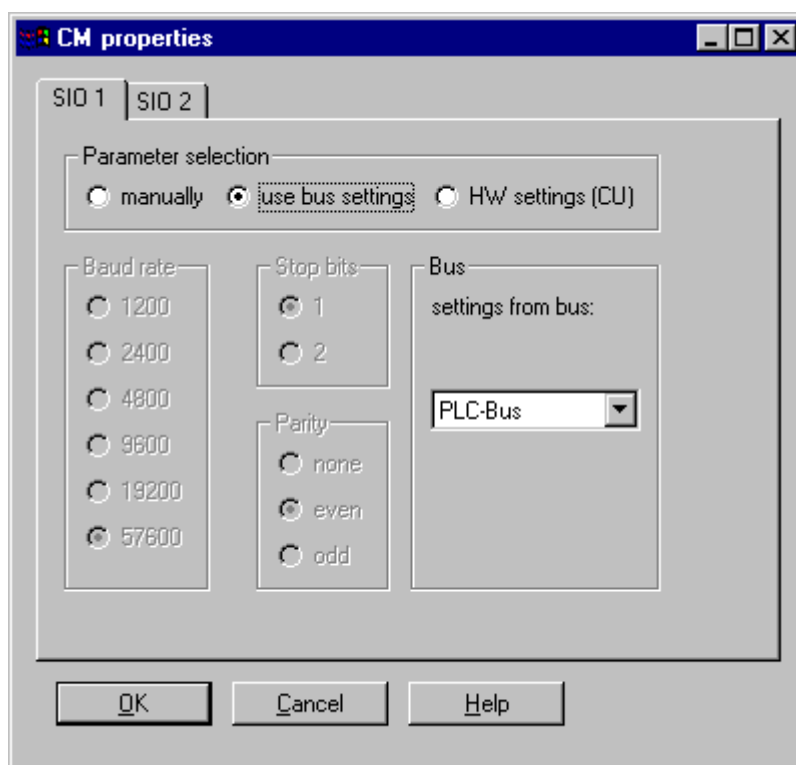 CM properties
SIO 1 SIO 2
Parameter selection
manually use bus settings HW settings (CU)
Baud rate
1200
2400
4800
9600
19200
57600
Stop bits
1
2
Parity
none
even
odd
Bus
settings from bus:
PLC-Bus
OK Cancel Help